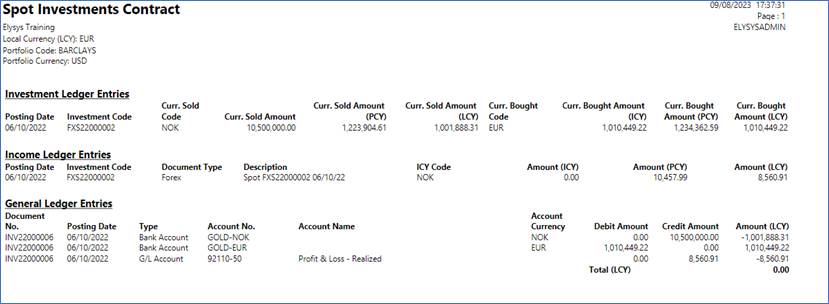 Spot Investments Contract 09/08/2023 17:37:31
Page : 1
Elysys Training ELYSYSADMIN
Local Currency (LCY): EUR
Portfolio Code: BARCLAYS
Portfolio Currency: USD
Investment Ledger Entries
Posting Date Investment Code Curr. Sold Code Curr. Sold Amount Curr. Sold Amount (PCY) Curr. Sold Amount (LCY) Curr. Bought Code Curr. Bought Amount (ICY) Curr. Bought Amount (PCY) Curr. Bought Amount (LCY)
06/10/2022 FXS22000002 NOK 10,500,000.00 1,223,904.61 1,001,888.31 EUR 1,010,449.22 1,234,362.59 1,010,449.22
Income Ledger Entries
Posting Date Investment Code Document Type Description ICY Code Amount (ICY) Amount (PCY) Amount (LCY)
06/10/2022 FXS22000002 Forex Spot FXS22000002 06/10/22 NOK 0.00 10,457.99 8,560.91
General Ledger Entries
Document No. Posting Date Type Account No. Account Name Account Currency Debit Amount Credit Amount Amount (LCY)
INV22000006 06/10/2022 Bank Account GOLD-NOK NOK 0.00 10,500,000.00 -1,001,888.31
INV22000006 06/10/2022 Bank Account GOLD-EUR EUR 1,010,449.22 0.00 1,010,449.22
INV22000006 06/10/2022 G/L Account 92110-50 Profit & Loss - Realized 0.00 8,560.91 -8,560.91
Total (LCY) 0.00